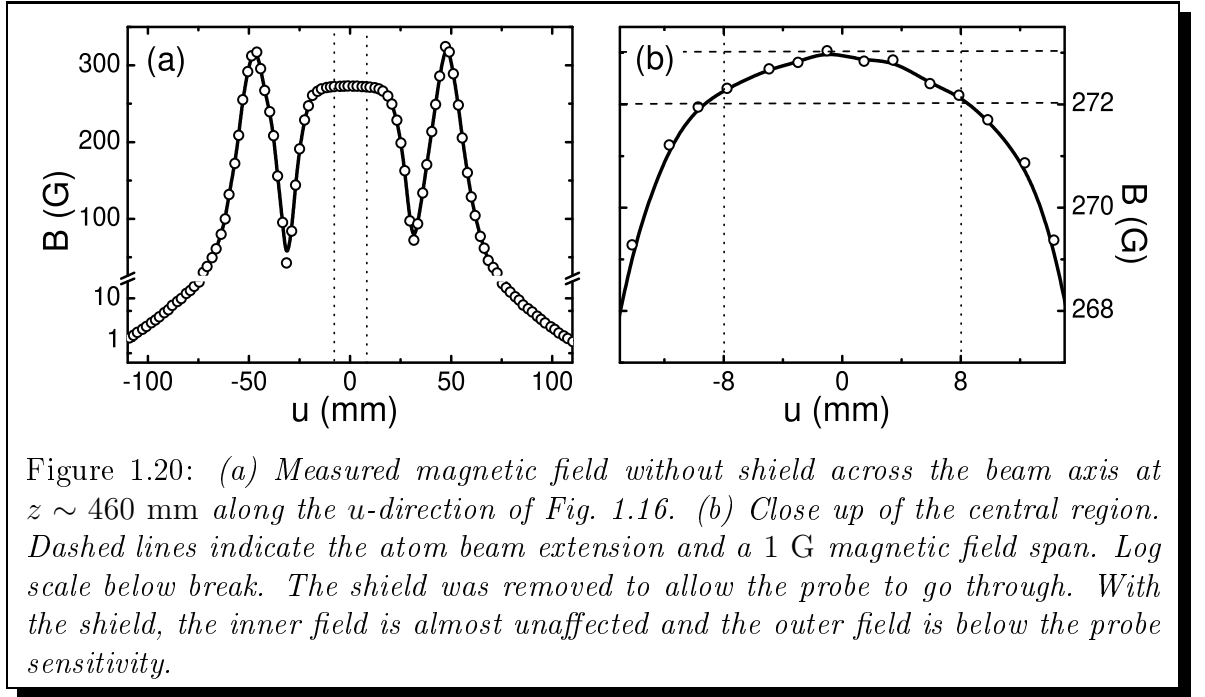 (a)
(b)
300
200
100
10
1
B (G)
-100
-50
0
50
100
u (mm)
272
270
268
B (G)
-8
0
8
u (mm)
Figure 1.20: (a) Measured magnetic field without shield across the beam axis at
z ∼ 460 mm along the u-direction of Fig. 1.16. (b) Close up of the central region.
Dashed lines indicate the atom beam extension and a 1 G magnetic field span. Log
scale below break. The shield was removed to allow the probe to go through. With
the shield, the inner field is almost unaffected and the outer field is below the probe
sensitivity.